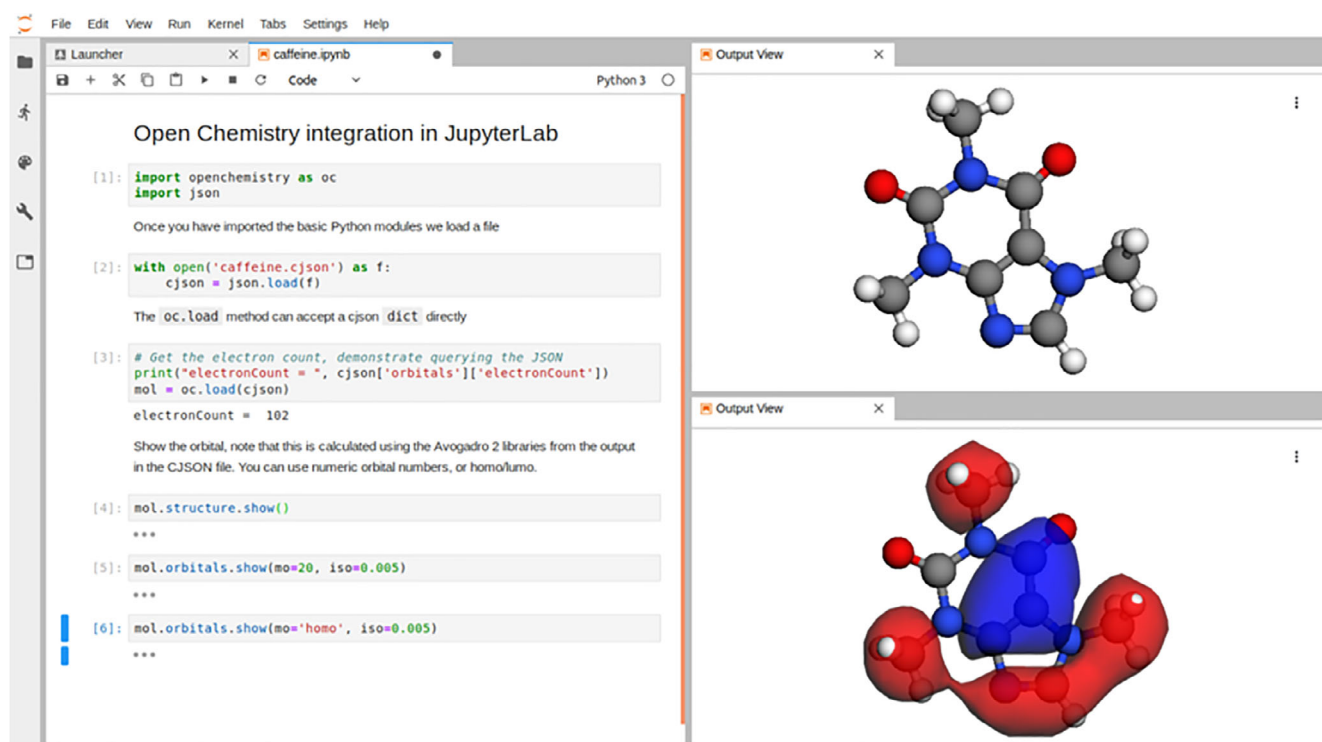 File Edit View Run Kernel Tabs Settings Help
Launcher
caffeine.ipynb
Code
Python 3
Open Chemistry integration in JupyterLab
[1]: import openchemistry as oc
import json
Once you have imported the basic Python modules we load a file
[2]: with open('caffeine.cjson') as f:
    cjson = json.load(f)
The oc.load method can accept a cjson dict directly
[3]: # Get the electron count, demonstrate querying the JSON
print("electronCount = ", cjson['orbitals']['electronCount'])
mol = oc.load(cjson)
electronCount =  102
Show the orbital, note that this is calculated using the Avogadro 2 libraries from the output
in the CJSON file. You can use numeric orbital numbers, or homo/lumo.
[4]: mol.structure.show()
[5]: mol.orbitals.show(mo=20, iso=0.005)
[6]: mol.orbitals.show(mo='homo', iso=0.005)
Output View
Output View